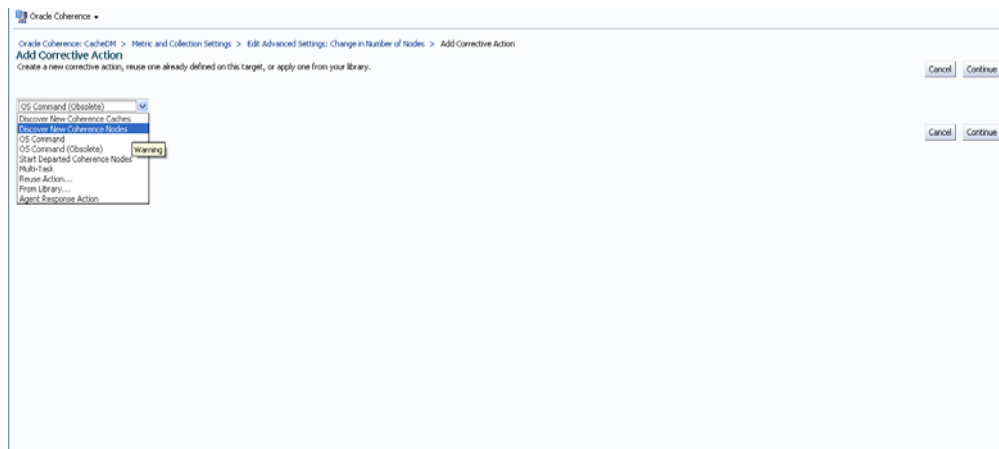 Oracle Coherence
Oracle Coherence: CacheDM > Metric and Collection Settings > Edit Advanced Settings: Change in Number of Nodes > Add Corrective Action
Add Corrective Action
Create a new corrective action, reuse one already defined on this target, or apply one from your library.
Cancel Continue
OS Command (Obsolete)
Discover New Coherence Caches
Discover New Coherence Nodes
OS Command
OS Command (Obsolete)
Warning
Start Departed Coherence Nodes
Multi-Task
Reuse Action...
From Library...
Agent Response Action
Cancel Continue